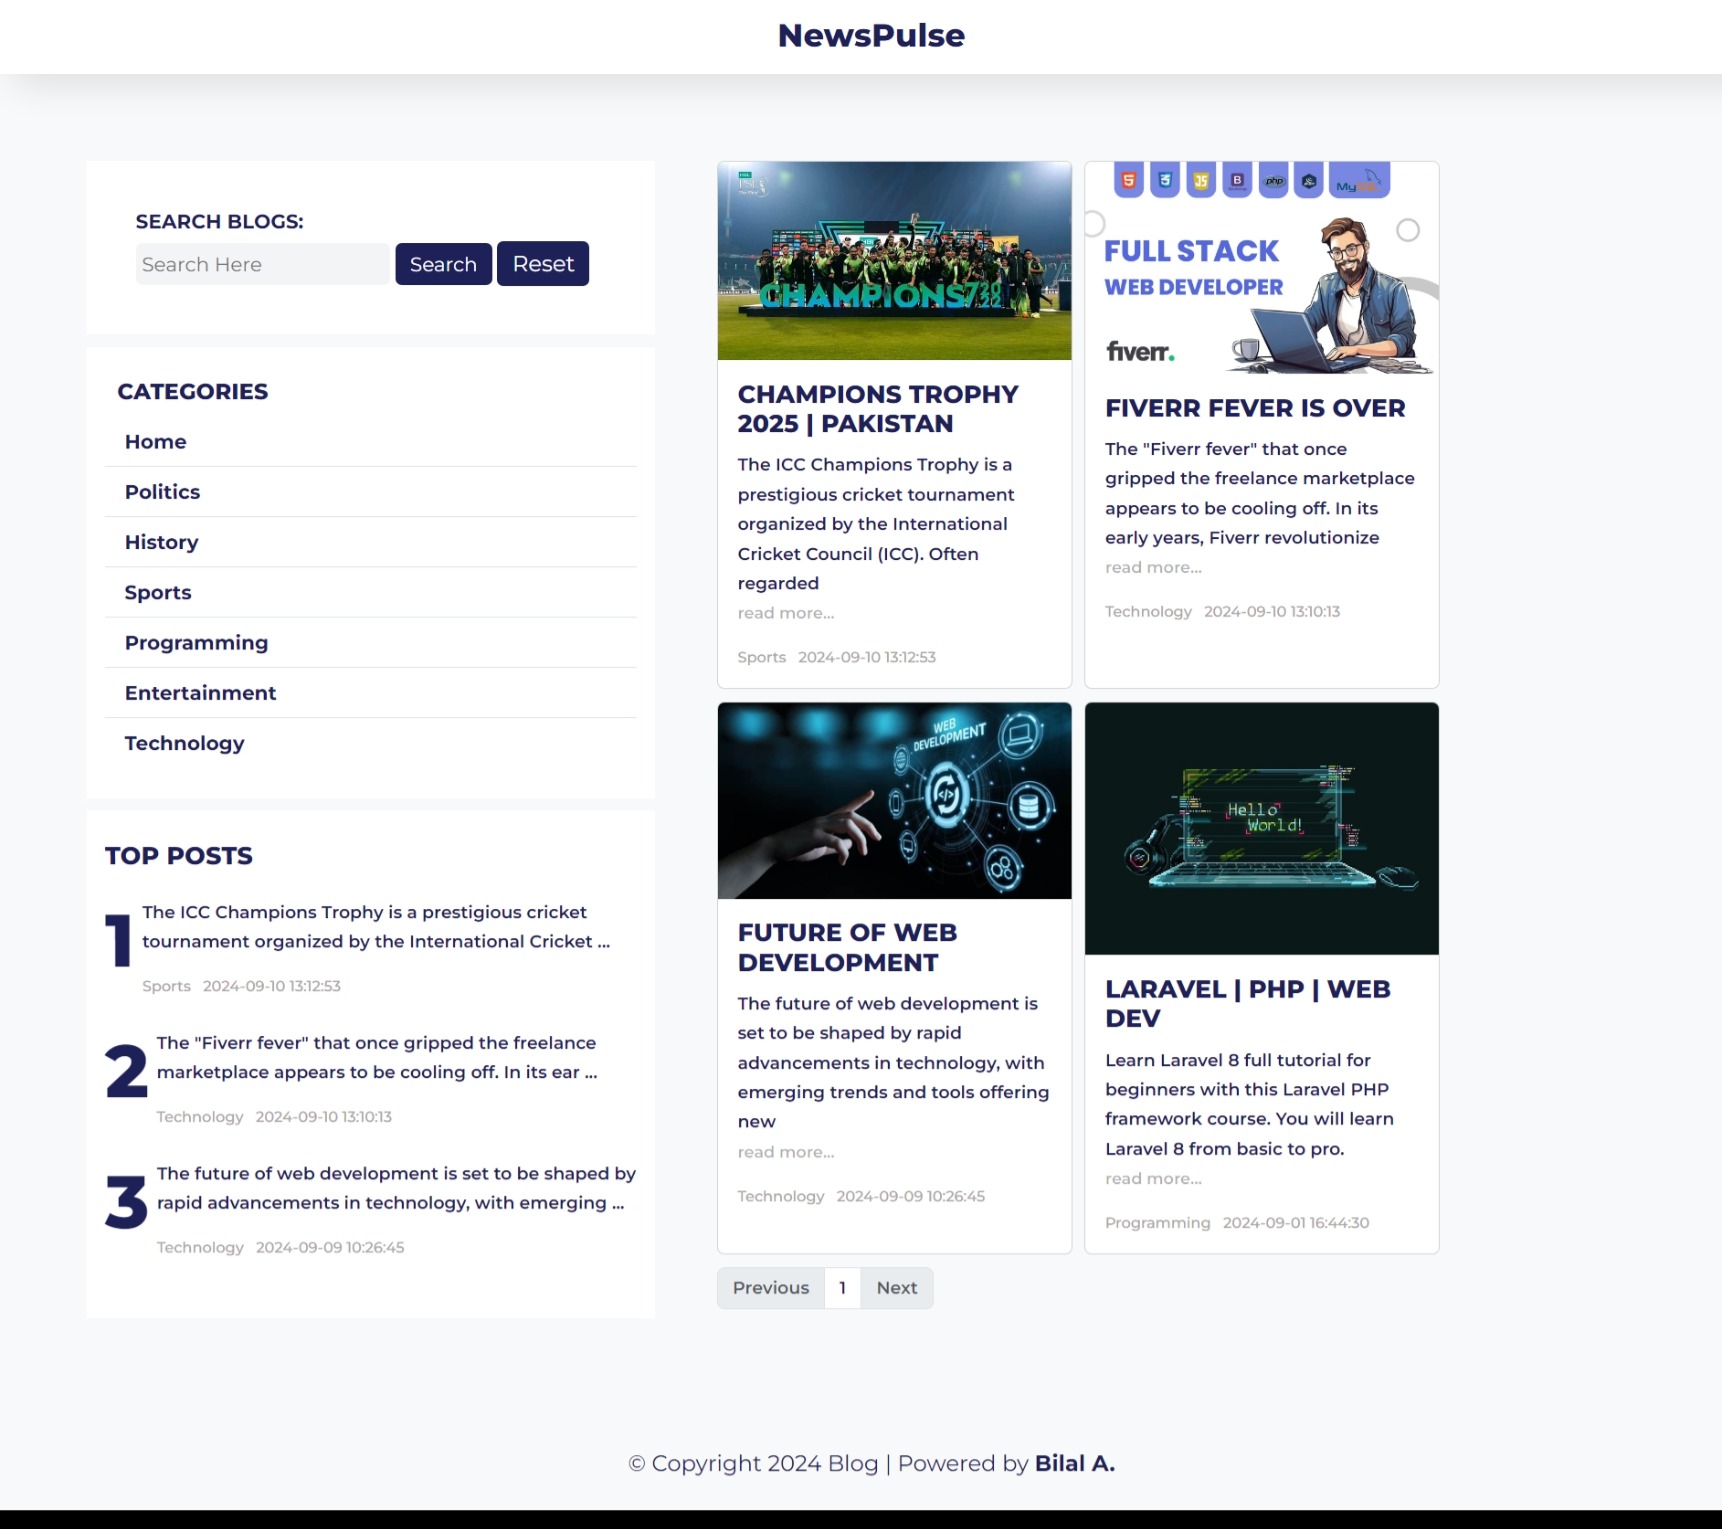 NewsPulse
SEARCH BLOGS:
Search Here
Search
Reset
CATEGORIES
Home
Politics
History
Sports
Programming
Entertainment
Technology
TOP POSTS
1
The ICC Champions Trophy is a prestigious cricket
tournament organized by the International Cricket ...
Sports 2024-09-10 13:12:53
2
The "Fiverr fever" that once gripped the freelance
marketplace appears to be cooling off. In its ear ...
Technology 2024-09-10 13:10:13
3
The future of web development is set to be shaped by
rapid advancements in technology, with emerging ...
Technology 2024-09-09 10:26:45
CHAMPIONS7
CHAMPIONS TROPHY
2025 | PAKISTAN
The ICC Champions Trophy is a
prestigious cricket tournament
organized by the International
Cricket Council (ICC). Often
regarded
read more...
Sports 2024-09-10 13:12:53
5
3
JS
B
php
MySQL
FULL STACK
WEB DEVELOPER
fiverr.
FIVERR FEVER IS OVER
The "Fiverr fever" that once
gripped the freelance marketplace
appears to be cooling off. In its
early years, Fiverr revolutionize
read more...
Technology 2024-09-10 13:10:13
WEB
DEVELOPMENT
</>
FUTURE OF WEB
DEVELOPMENT
The future of web development is
set to be shaped by rapid
advancements in technology, with
emerging trends and tools offering
new
read more...
Technology 2024-09-09 10:26:45
Hello
World!
LARAVEL | PHP | WEB
DEV
Learn Laravel 8 full tutorial for
beginners with this Laravel PHP
framework course. You will learn
Laravel 8 from basic to pro.
read more...
Programming 2024-09-01 16:44:30
Previous 1 Next
© Copyright 2024 Blog | Powered by Bilal A.